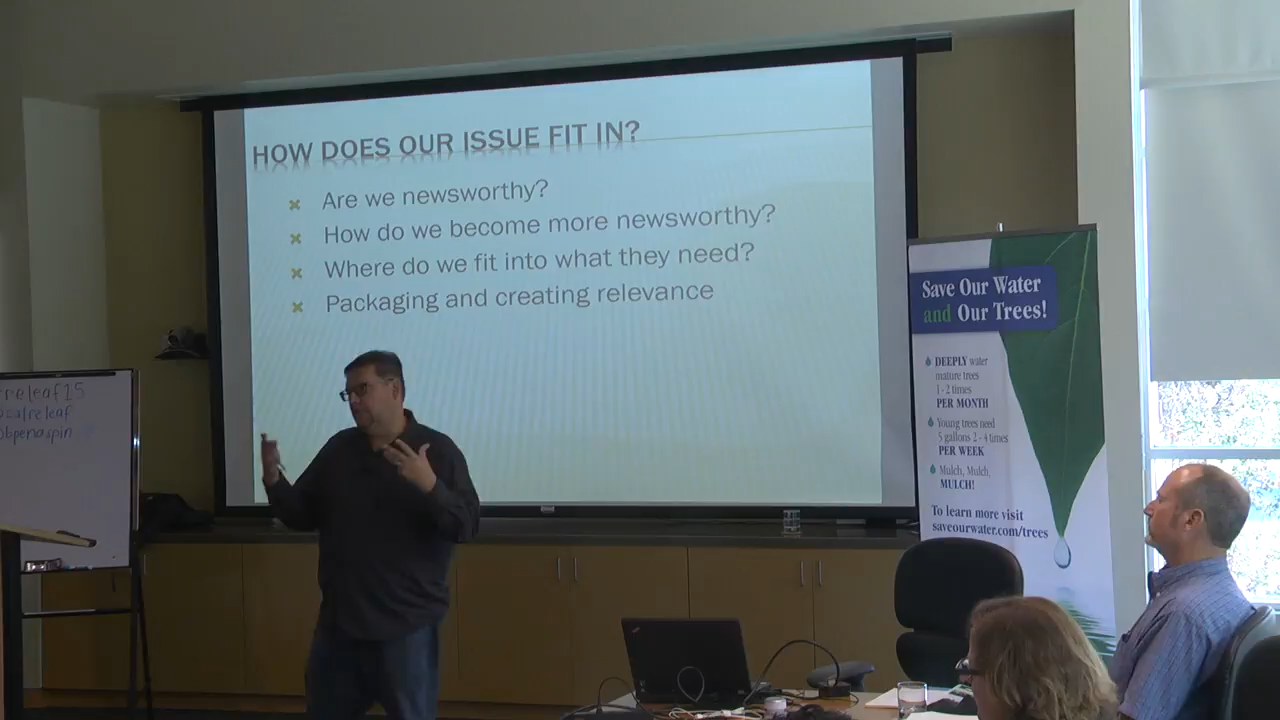 HOW DOES OUR ISSUE FIT IN?
Are we newsworthy?
How do we become more newsworthy?
Where do we fit into what they need?
Packaging and creating relevance
Save Our Water
and Our Trees!
DEEPLY water
mature trees
1 - 2 times
PER MONTH
Young trees need
5 gallons 2 - 4 times
PER WEEK
Mulch, Mulch,
MULCH!
To learn more visit
saveourwater.com/trees